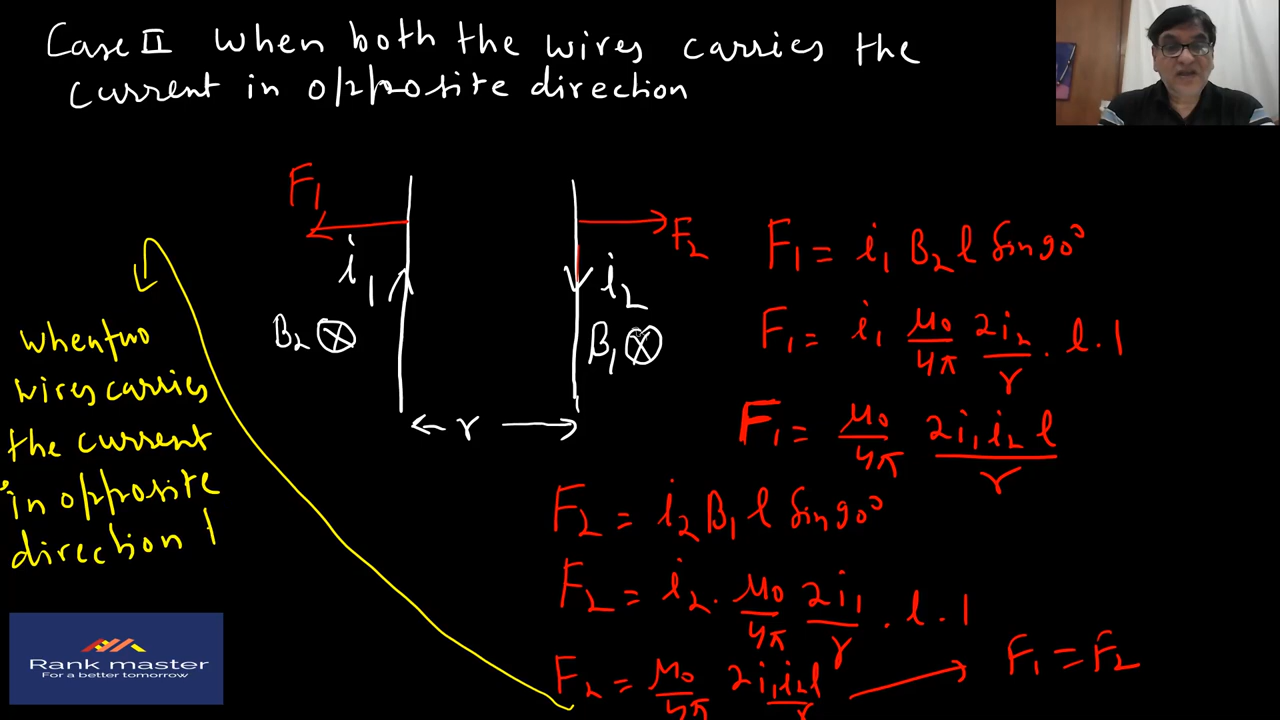 Case II when both the wires carries the
current in opposite direction
F₁
F₂
i₁
i₂
B₂ ⊗
B₁ ⊗
← r →
F₁ = i₁ B₂ l Sin90°
F₁ = i₁ μ₀/4π 2i₂/r . l . 1
F₁ = μ₀/4π 2i₁i₂l/r
F₂ = i₂ B₁ l Sin90°
F₂ = i₂ . μ₀/4π 2i₁/r . l . 1
F₂ = μ₀/4π 2i₁i₂l/r → F₁ = F₂
when two
wires carries
the current
in opposite
direction
Rank master
For a better tomorrow